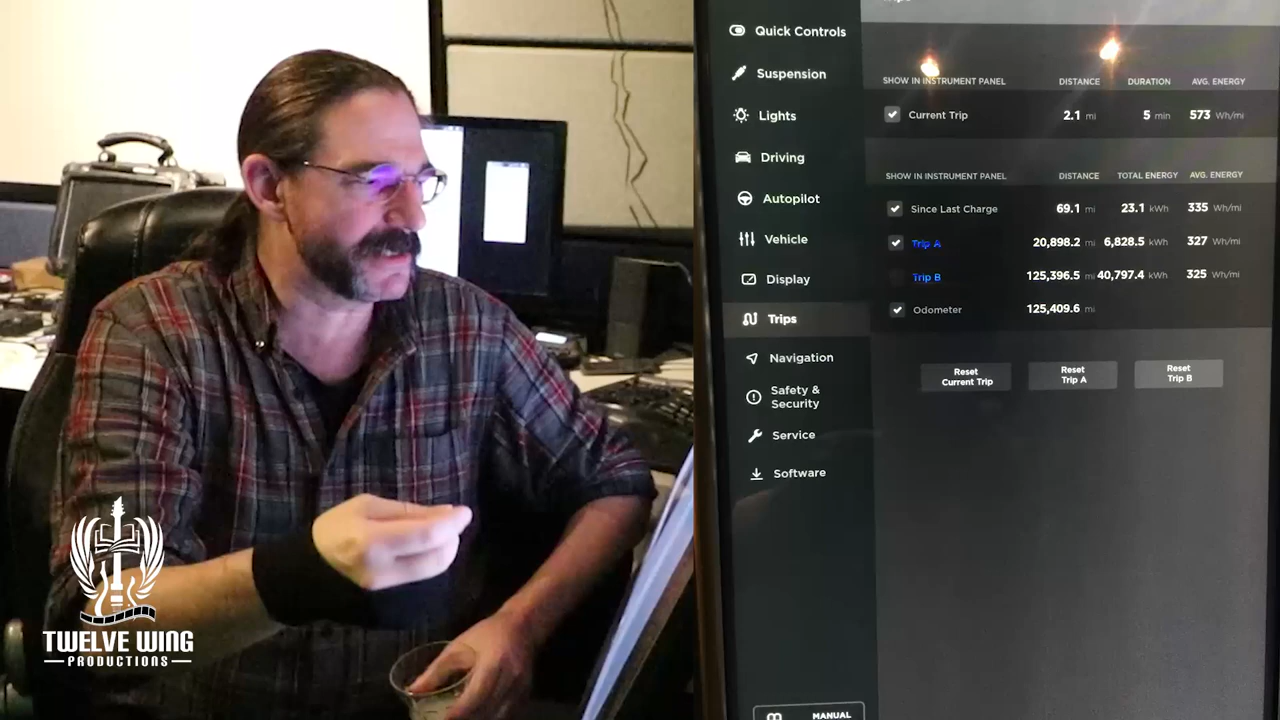 Quick Controls
Suspension
Lights
Driving
Autopilot
Vehicle
Display
Trips
Navigation
Safety &
Security
Service
Software
MANUAL
SHOW IN INSTRUMENT PANEL DISTANCE DURATION AVG. ENERGY
Current Trip 2.1 mi 5 min 573 Wh/mi
SHOW IN INSTRUMENT PANEL DISTANCE TOTAL ENERGY AVG. ENERGY
Since Last Charge 69.1 mi 23.1 kWh 335 Wh/mi
Trip A 20,898.2 mi 6,828.5 kWh 327 Wh/mi
Trip B 125,396.5 mi 40,797.4 kWh 325 Wh/mi
Odometer 125,409.6 mi
Reset
Current Trip
Reset
Trip A
Reset
Trip B
TWELVE WING
PRODUCTIONS